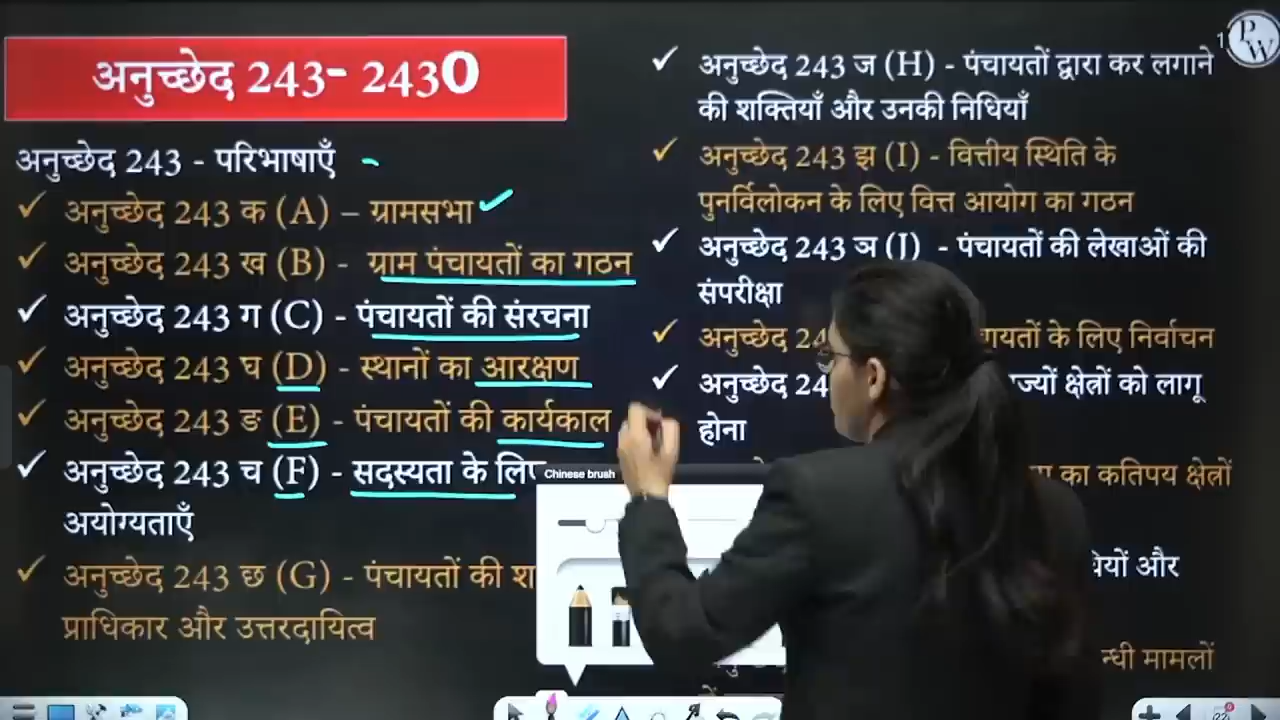 अनुच्छेद 243- 243O
अनुच्छेद 243 - परिभाषाएँ
अनुच्छेद 243 क (A) – ग्रामसभा
अनुच्छेद 243 ख (B) - ग्राम पंचायतों का गठन
अनुच्छेद 243 ग (C) - पंचायतों की संरचना
अनुच्छेद 243 घ (D) - स्थानों का आरक्षण
अनुच्छेद 243 ङ (E) - पंचायतों की कार्यकाल
अनुच्छेद 243 च (F) - सदस्यता के
अयोग्यताएँ
अनुच्छेद 243 छ (G) - पंचायतों की
प्राधिकार और उत्तरदायित्व
अनुच्छेद 243 ज (H) - पंचायतों द्वारा कर लगाने
की शक्तियाँ और उनकी निधियाँ
अनुच्छेद 243 झ (I) - वित्तीय स्थिति के
पुनर्विलोकन के लिए वित्त आयोग का गठन
अनुच्छेद 243 ञ (J) - पंचायतों की लेखाओं की
संपरीक्षा
अनुच्छेद के लिए निर्वाचन
अनुच्छेद क्षेत्रों को लागू
होना
का कतिपय क्षेत्रों
और
मामलों
Chinese brush
PW